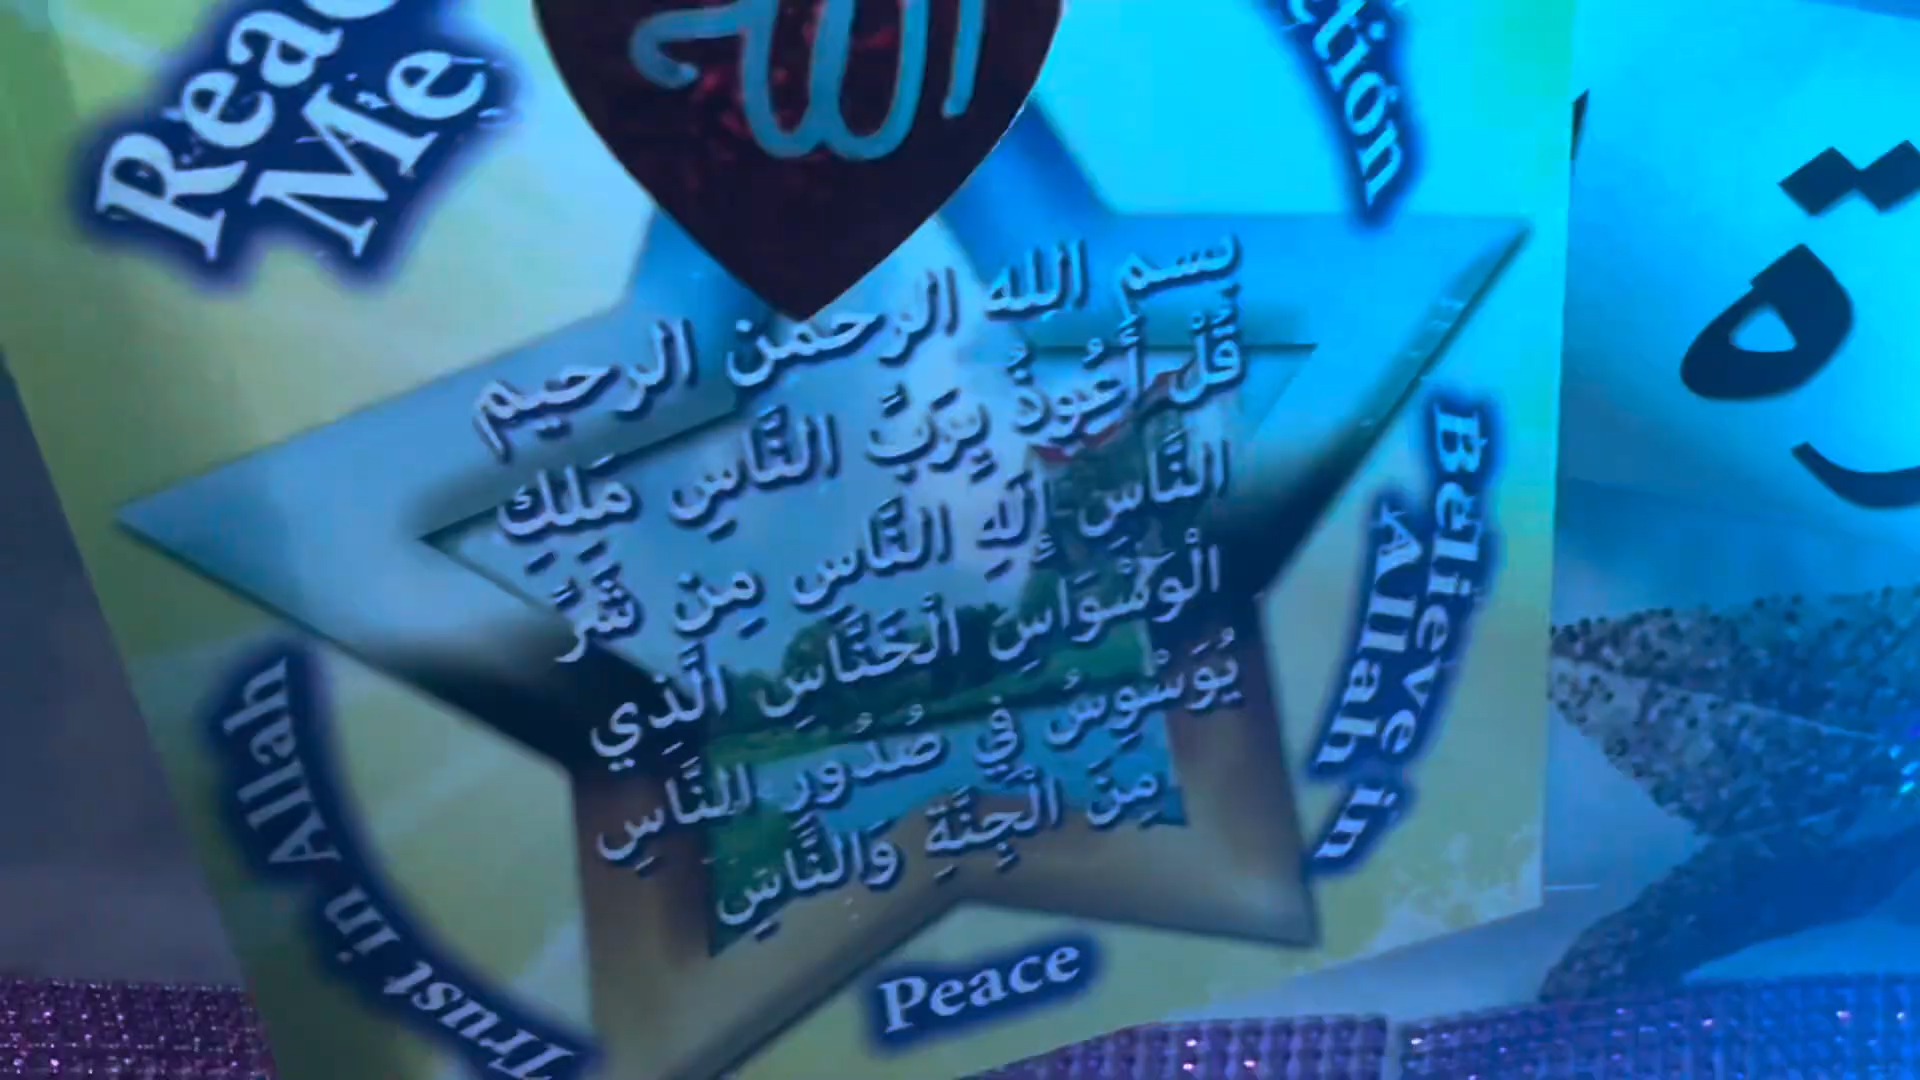 Read
Me
الله
بسم الله الرحمن الرحيم
قُلْ أَعُوذُ بِرَبِّ النَّاسِ مَلِكِ
النَّاسِ إِلَهِ النَّاسِ مِن شَرِّ
الْوَسْوَاسِ الْخَنَّاسِ الَّذِي
يُوَسْوِسُ فِي صُدُورِ النَّاسِ
مِنَ الْجِنَّةِ وَالنَّاسِ
Believe in
Allah
Trust in Allah
Peace